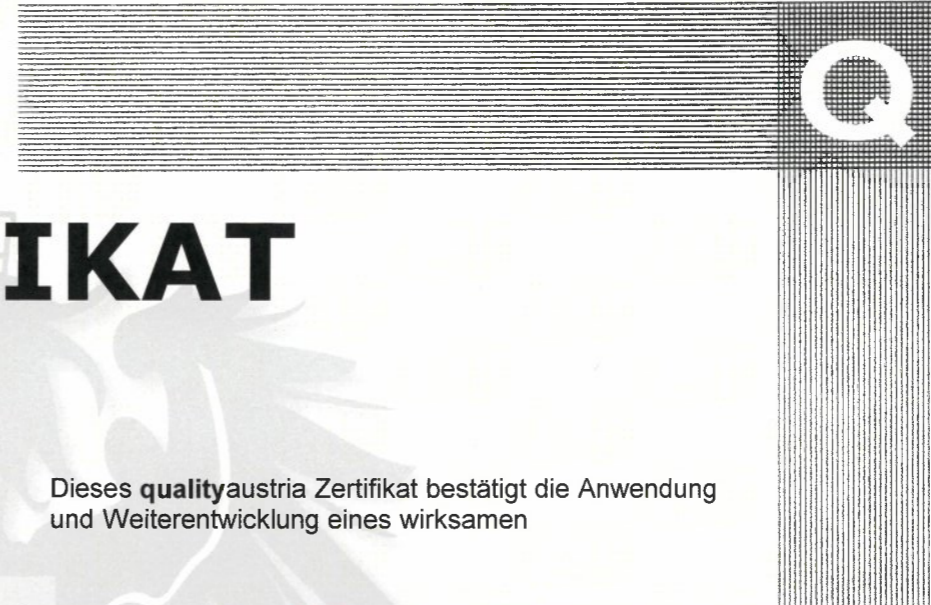 Q
IKAT
Dieses qualityaustria Zertifikat bestätigt die Anwendung
und Weiterentwicklung eines wirksamen